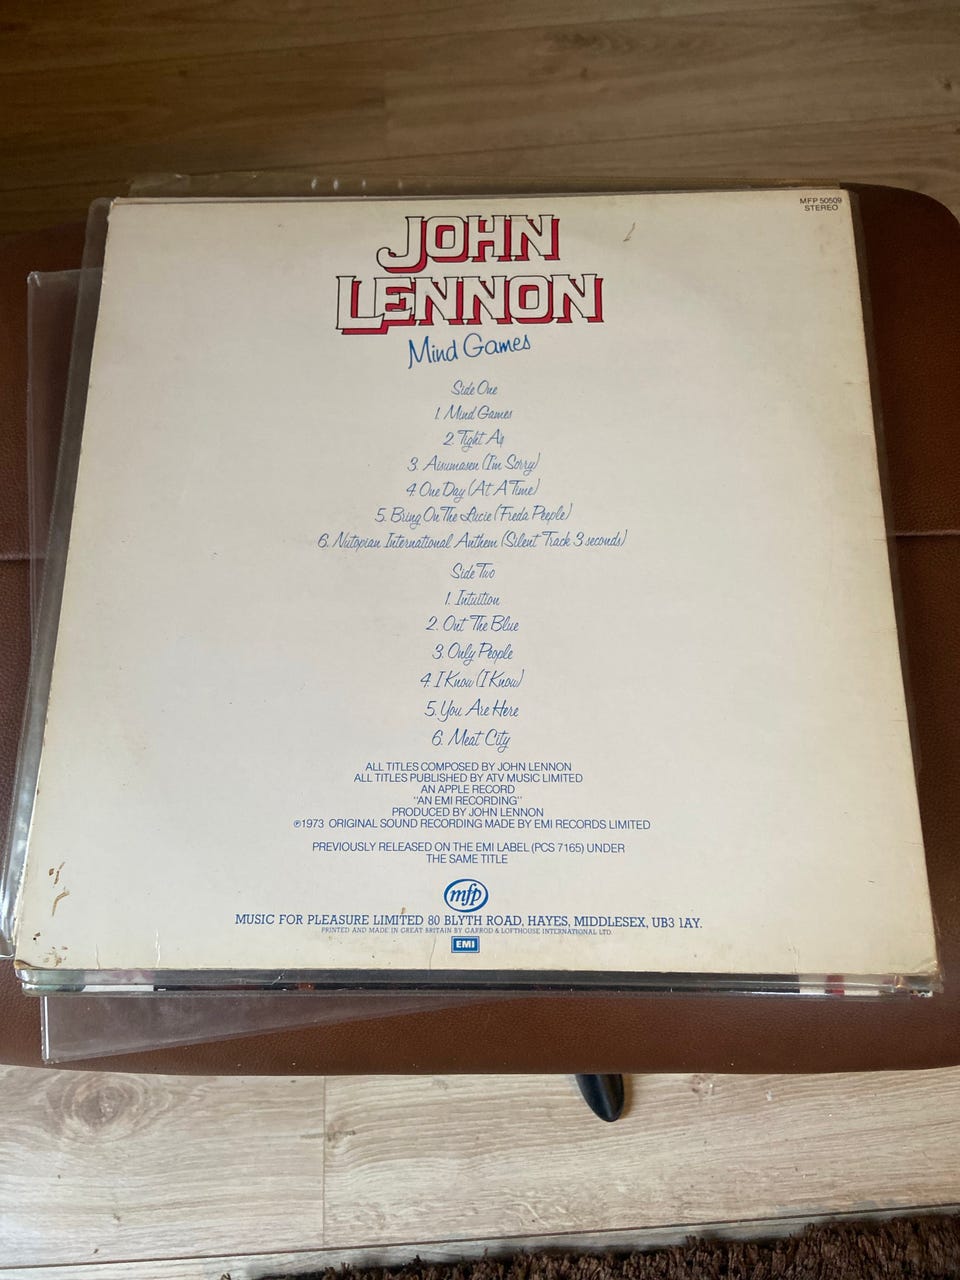 MFP 50509
STEREO
JOHN
LENNON
Mind Games
Side One
1. Mind Games
2. Tight As
3. Aisumasen (I'm Sorry)
4. One Day (At A Time)
5. Bring On The Lucie (Freda Peeple)
6. Nutopian International Anthem (Silent Track 3 seconds)
Side Two
1. Intuition
2. Out The Blue
3. Only People
4. I Know (I Know)
5. You Are Here
6. Meat City
ALL TITLES COMPOSED BY JOHN LENNON
ALL TITLES PUBLISHED BY ATV MUSIC LIMITED
AN APPLE RECORD
"AN EMI RECORDING"
PRODUCED BY JOHN LENNON
℗1973 ORIGINAL SOUND RECORDING MADE BY EMI RECORDS LIMITED
PREVIOUSLY RELEASED ON THE EMI LABEL (PCS 7165) UNDER
THE SAME TITLE
mfp
MUSIC FOR PLEASURE LIMITED 80 BLYTH ROAD, HAYES, MIDDLESEX, UB3 1AY.
PRINTED AND MADE IN GREAT BRITAIN BY GARROD & LOFTHOUSE INTERNATIONAL LTD.
EMI